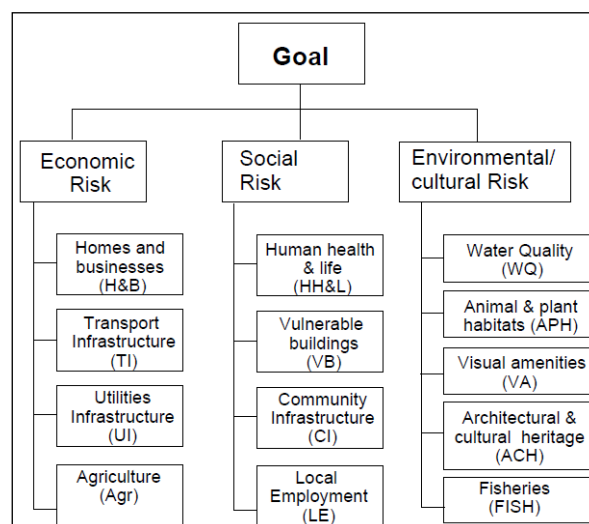 Goal
Economic
Risk
Homes and
businesses
(H&B)
Transport
Infrastructure
(TI)
Utilities
Infrastructure
(UI)
Agriculture
(Agr)
Social
Risk
Human health
& life
(HH&L)
Vulnerable
buildings
(VB)
Community
Infrastructure
(CI)
Local
Employment
(LE)
Environmental/
cultural Risk
Water Quality
(WQ)
Animal & plant
habitats (APH)
Visual amenities
(VA)
Architectural &
cultural heritage
(ACH)
Fisheries
(FISH)